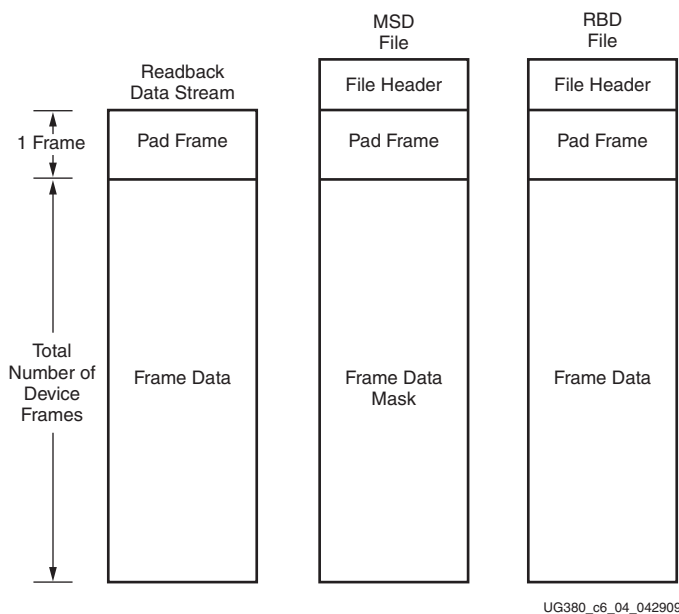 MSD
File
RBD
File
Readback
Data Stream
File Header
File Header
1 Frame
Pad Frame
Pad Frame
Pad Frame
Total
Number of
Device
Frames
Frame Data
Frame Data
Mask
Frame Data
UG380_c6_04_042909